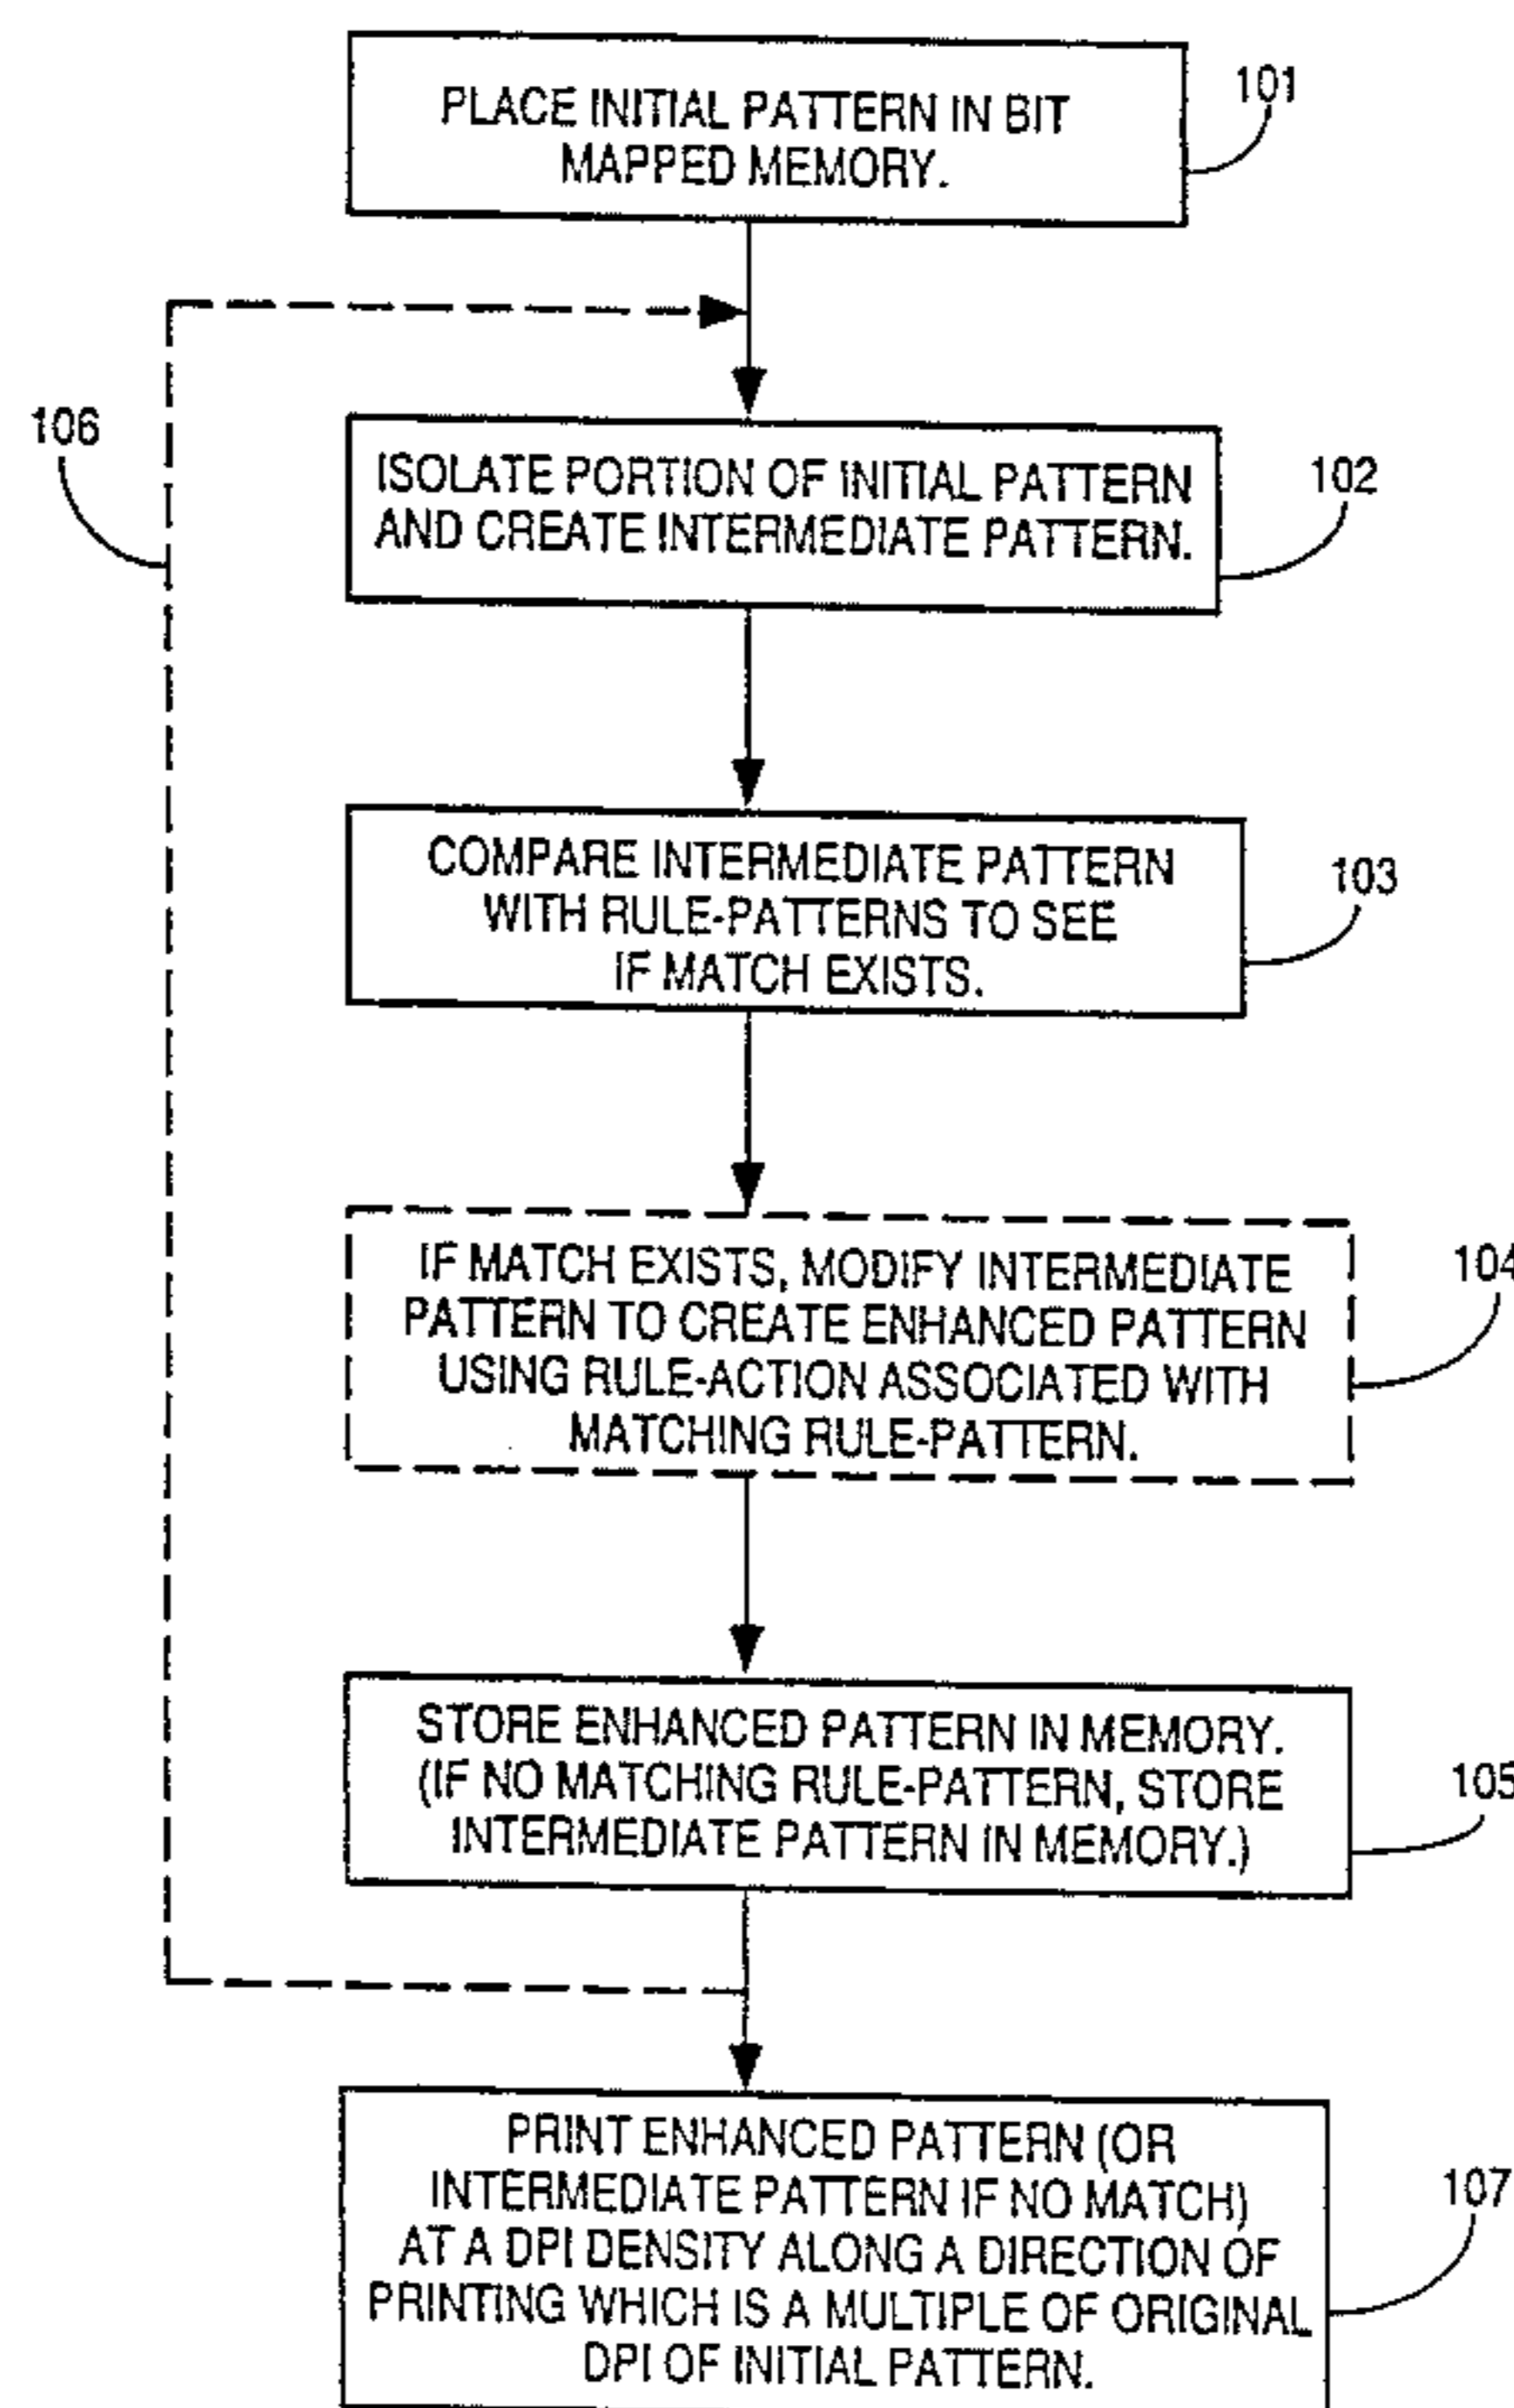 PLACE INITIAL PATTERN IN BIT
MAPPED MEMORY.
101
106
ISOLATE PORTION OF INITIAL PATTERN
AND CREATE INTERMEDIATE PATTERN.
102
COMPARE INTERMEDIATE PATTERN
WITH RULE-PATTERNS TO SEE
IF MATCH EXISTS.
103
IF MATCH EXISTS, MODIFY INTERMEDIATE
PATTERN TO CREATE ENHANCED PATTERN
USING RULE-ACTION ASSOCIATED WITH
MATCHING RULE-PATTERN.
104
STORE ENHANCED PATTERN IN MEMORY.
(IF NO MATCHING RULE-PATTERN, STORE
INTERMEDIATE PATTERN IN MEMORY.)
105
PRINT ENHANCED PATTERN (OR
INTERMEDIATE PATTERN IF NO MATCH)
AT A DPI DENSITY ALONG A DIRECTION OF
PRINTING WHICH IS A MULTIPLE OF ORIGINAL
DPI OF INITIAL PATTERN.
107